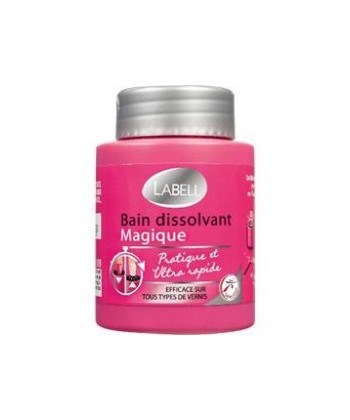 LABELL
Bain dissolvant
Magique
Pratique et
Ultra rapide
EFFICACE SUR
TOUS TYPES DE VERNIS